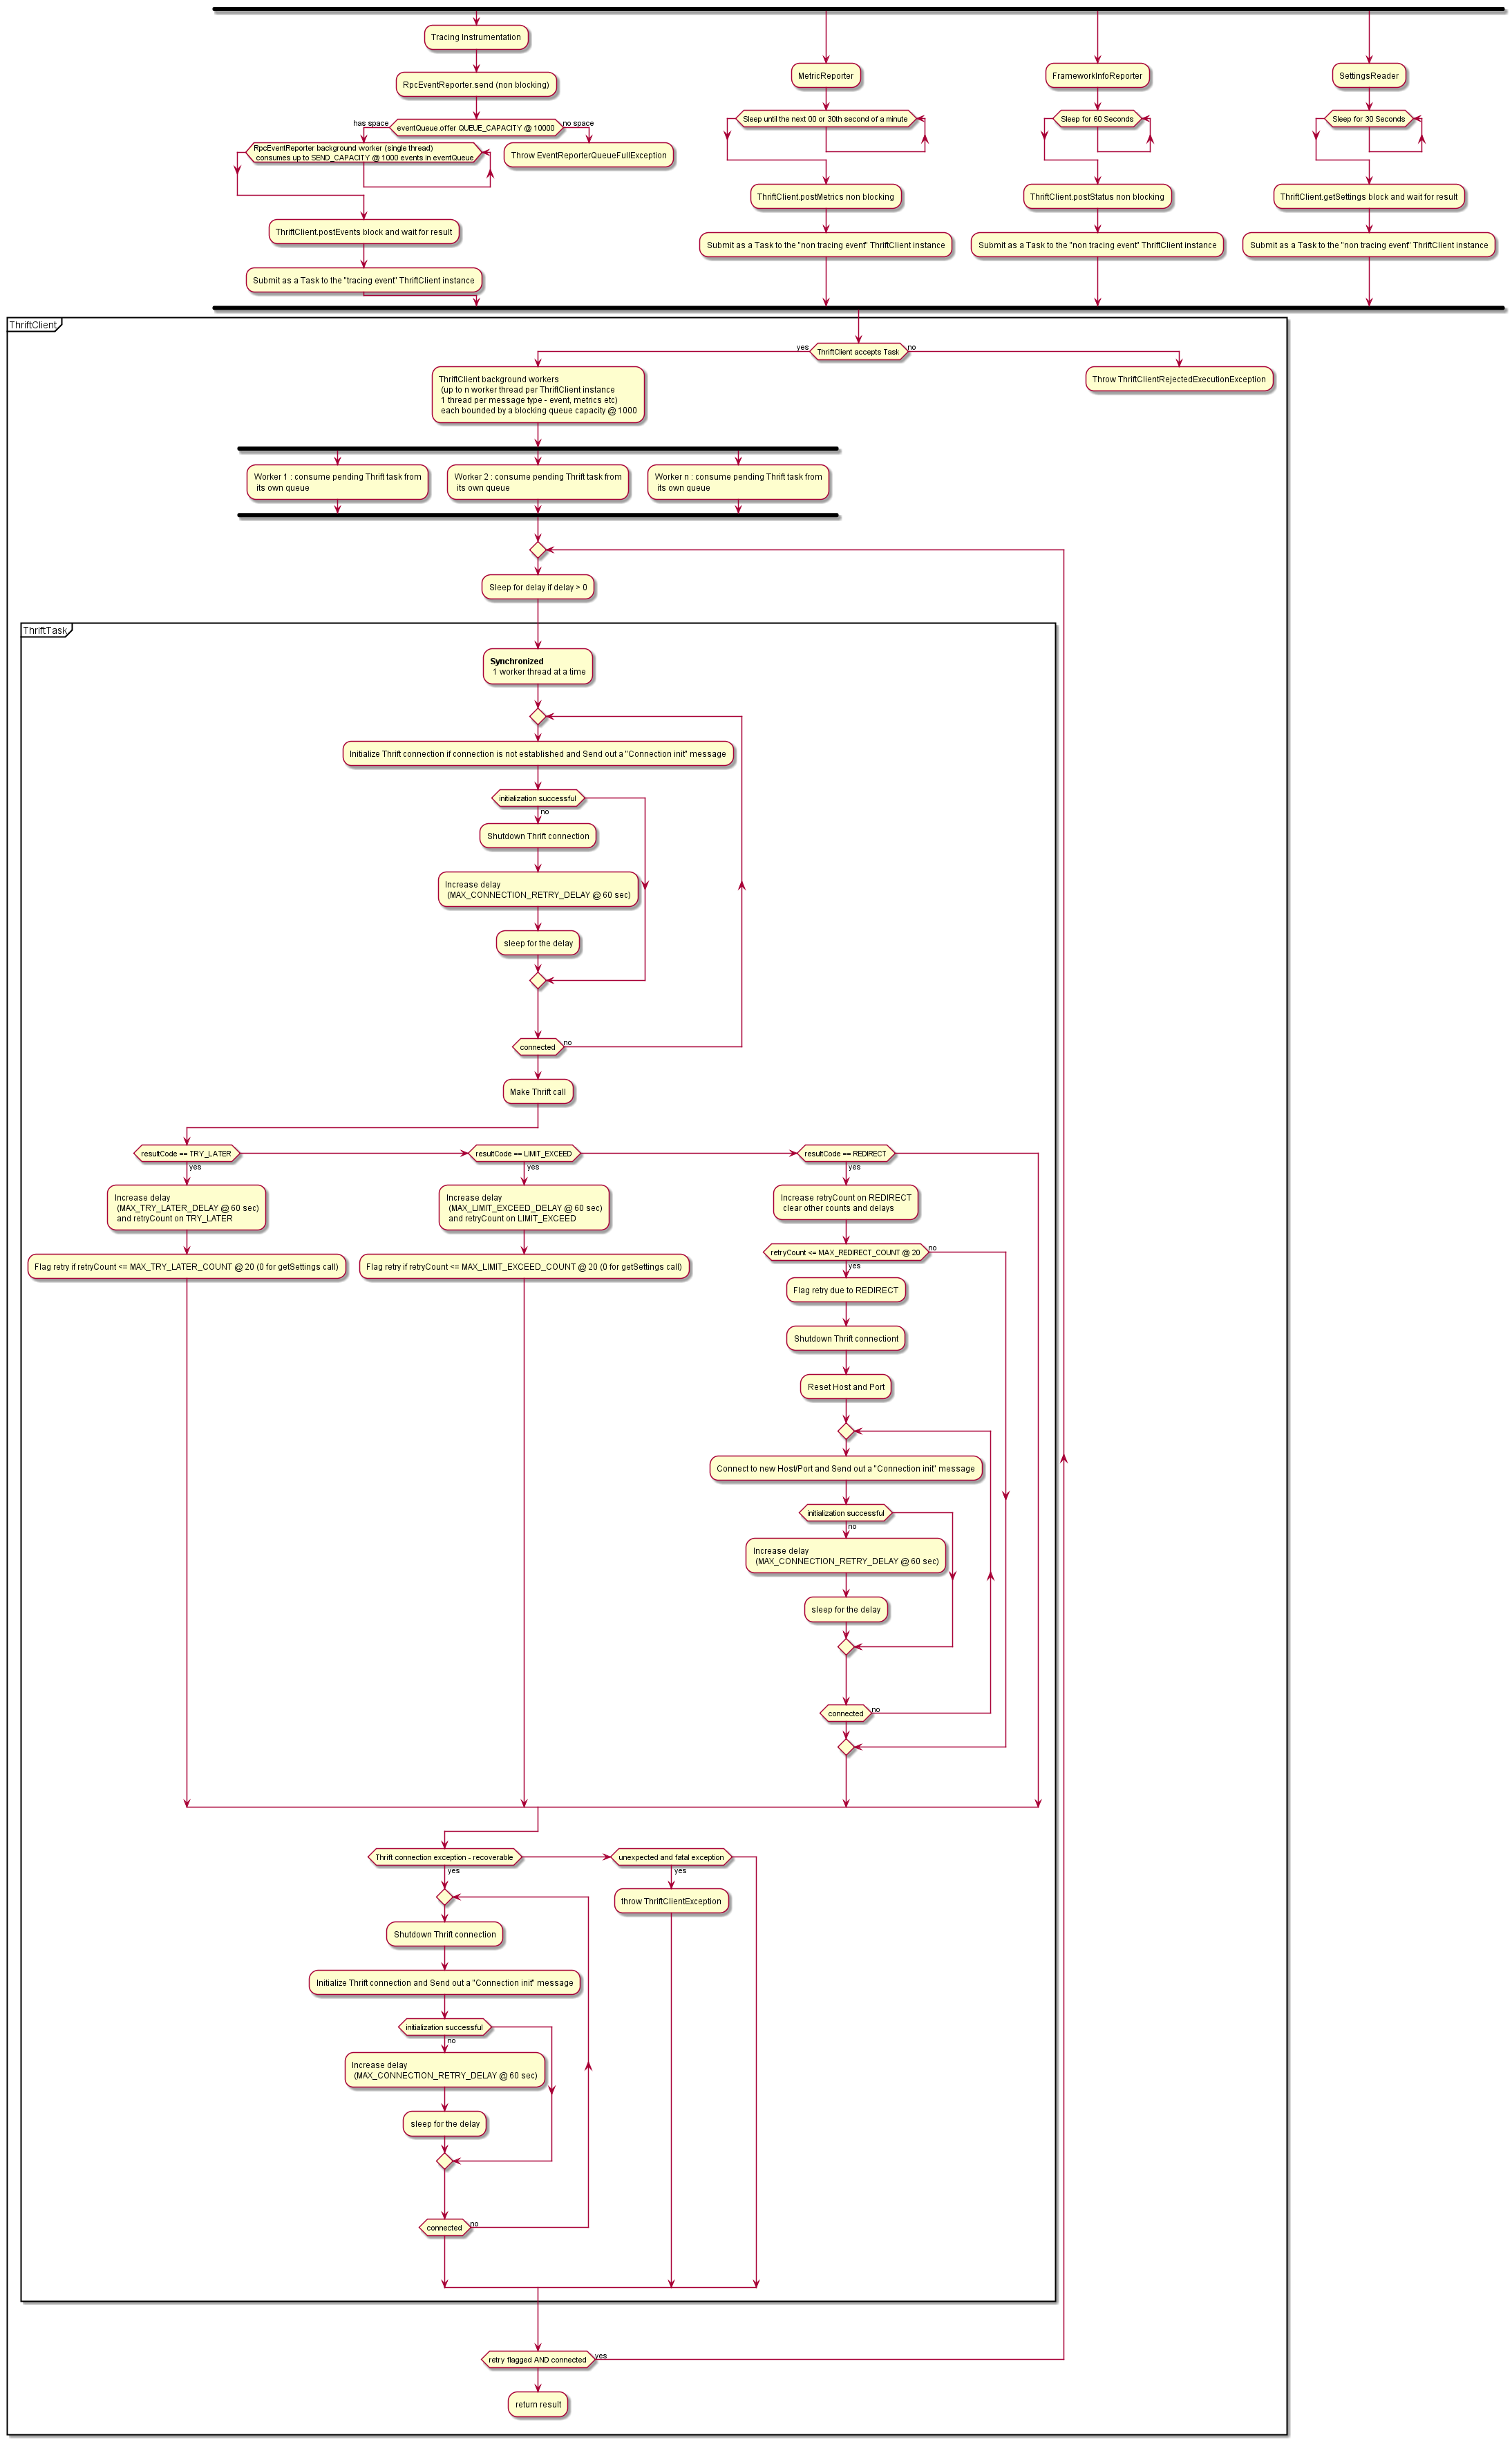 Tracing Instrumentation
RpcEventReporter.send (non blocking)
eventQueue.offer QUEUE_CAPACITY @ 10000
has space
no space
RpcEventReporter background worker (single thread)
consumes up to SEND_CAPACITY @ 1000 events in eventQueue
Throw EventReporterQueueFullException
ThriftClient.postEvents block and wait for result
Submit as a Task to the "tracing event" ThriftClient instance
MetricReporter
Sleep until the next 00 or 30th second of a minute
ThriftClient.postMetrics non blocking
Submit as a Task to the "non tracing event" ThriftClient instance
FrameworkInfoReporter
Sleep for 60 Seconds
ThriftClient.postStatus non blocking
Submit as a Task to the "non tracing event" ThriftClient instance
SettingsReader
Sleep for 30 Seconds
ThriftClient.getSettings block and wait for result
Submit as a Task to the "non tracing event" ThriftClient instance
ThriftClient
yes
ThriftClient accepts Task
no
ThriftClient background workers
(up to n worker thread per ThriftClient instance
1 thread per message type - event, metrics etc)
each bounded by a blocking queue capacity @ 1000
Throw ThriftClientRejectedExecutionException
Worker 1 : consume pending Thrift task from
its own queue
Worker 2 : consume pending Thrift task from
its own queue
Worker n : consume pending Thrift task from
its own queue
Sleep for delay if delay > 0
ThriftTask
Synchronized
1 worker thread at a time
Initialize Thrift connection if connection is not established and Send out a "Connection init" message
initialization successful
no
Shutdown Thrift connection
Increase delay
(MAX_CONNECTION_RETRY_DELAY @ 60 sec)
sleep for the delay
connected
no
Make Thrift call
resultCode == TRY_LATER
yes
Increase delay
(MAX_TRY_LATER_DELAY @ 60 sec)
and retryCount on TRY_LATER
Flag retry if retryCount <= MAX_TRY_LATER_COUNT @ 20 (0 for getSettings call)
resultCode == LIMIT_EXCEED
yes
Increase delay
(MAX_LIMIT_EXCEED_DELAY @ 60 sec)
and retryCount on LIMIT_EXCEED
Flag retry if retryCount <= MAX_LIMIT_EXCEED_COUNT @ 20 (0 for getSettings call)
resultCode == REDIRECT
yes
Increase retryCount on REDIRECT
clear other counts and delays
retryCount <= MAX_REDIRECT_COUNT @ 20
no
yes
Flag retry due to REDIRECT
Shutdown Thrift connectiont
Reset Host and Port
Connect to new Host/Port and Send out a "Connection init" message
initialization successful
no
Increase delay
(MAX_CONNECTION_RETRY_DELAY @ 60 sec)
sleep for the delay
connected
no
Thrift connection exception - recoverable
yes
Shutdown Thrift connection
Initialize Thrift connection and Send out a "Connection init" message
initialization successful
no
Increase delay
(MAX_CONNECTION_RETRY_DELAY @ 60 sec)
sleep for the delay
connected
no
unexpected and fatal exception
yes
throw ThriftClientException
retry flagged AND connected
yes
return result